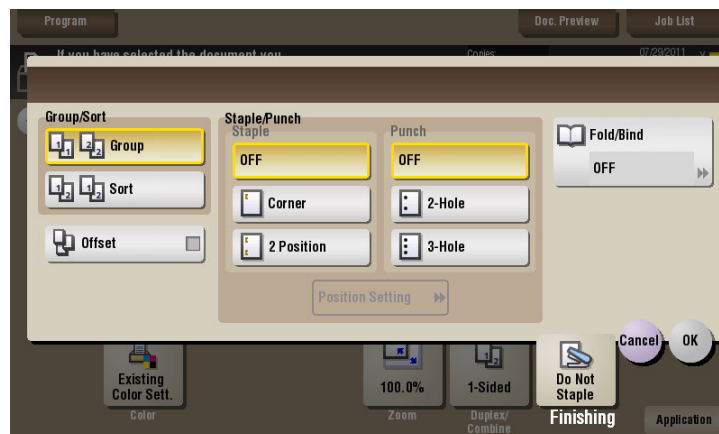 Program
Doc. Preview
Job List
If you have selected the document you
Copies:
07/29/2011
Group/Sort
Group
Sort
Offset
Staple/Punch
Staple
OFF
Corner
2 Position
Punch
OFF
2-Hole
3-Hole
Position Setting
Fold/Bind
OFF
Cancel
OK
Existing
Color Sett.
Color
100.0%
Zoom
1-Sided
Duplex/
Combine
Do Not
Staple
Finishing
Application